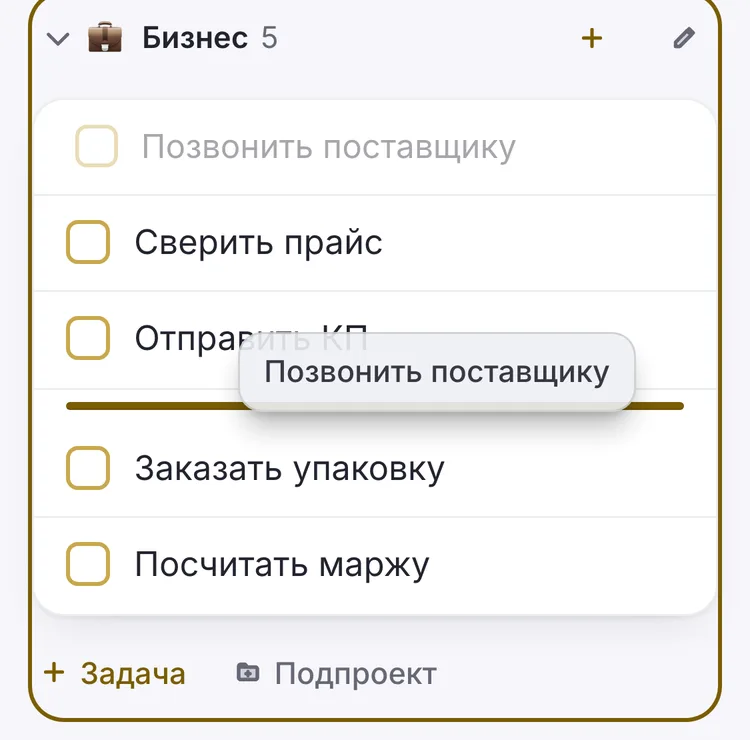 Бизнес 5
Позвонить поставщику
Сверить прайс
Отправить КП
Позвонить поставщику
Заказать упаковку
Посчитать маржу
+ Задача Подпроект